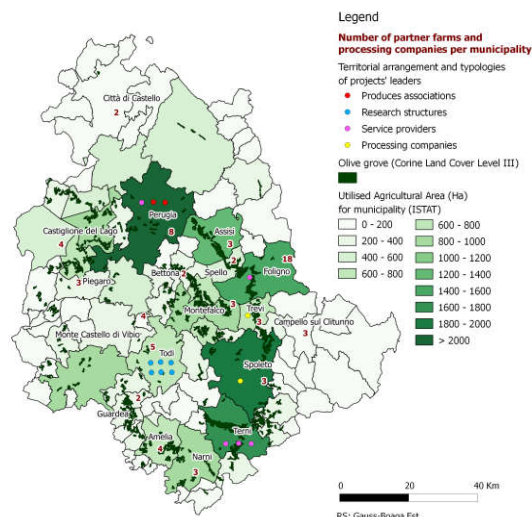 Legend
Number of partner farms and
processing companies per municipality
Territorial arrangement and typologies
of projects' leaders
Produces associations
Research structures
Service providers
Processing companies
Olive grove (Corine Land Cover Level III)
Utilised Agricultural Area (Ha)
for municipality (ISTAT)
0 - 200
200 - 400
400 - 600
600 - 800
600 - 800
800 - 1000
1000 - 1200
1200 - 1400
1400 - 1600
1600 - 1800
1800 - 2000
> 2000
Città di Castello
2
Perugia
8
Castiglione del Lago
4
Assisi
3
2
18
Foligno
Piegaro
3
Bettona
2
Spello
Montefalco
3
Trevi
3
4
Campello sul Clitunno
3
Monte Castello di Vibio
5
Todi
Spoleto
3
2
Guardea
Amelia
4
Terni
Narni
3
0
20
40 Km
RS: Gauss-Boaga Est